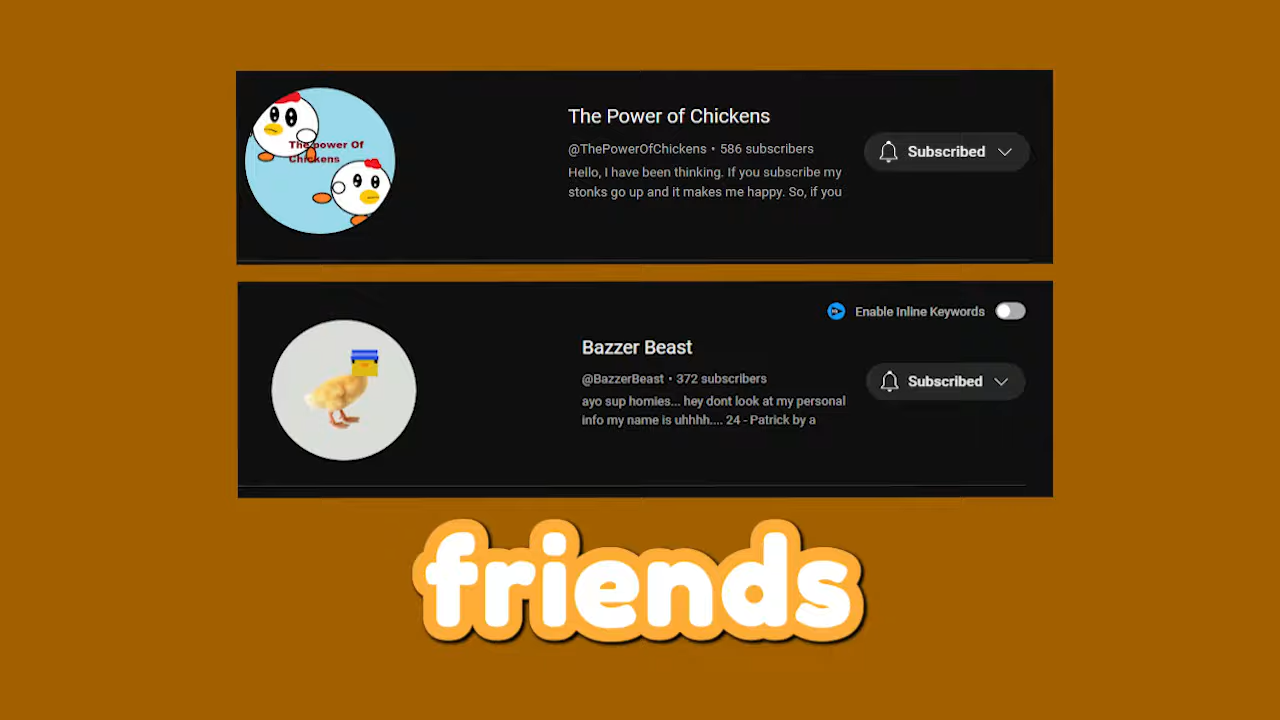 The power Of
Chickens
The Power of Chickens
@ThePowerOfChickens • 586 subscribers
Hello, I have been thinking. If you subscribe my
stonks go up and it makes me happy. So, if you
Subscribed
Enable Inline Keywords
Bazzer Beast
@BazzerBeast • 372 subscribers
ayo sup homies... hey dont look at my personal
info my name is uhhhh.... 24 - Patrick by a
Subscribed
friends